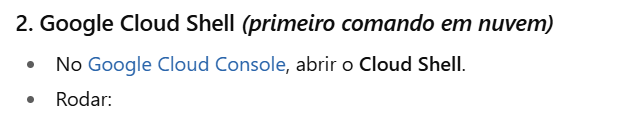 2. Google Cloud Shell (primeiro comando em nuvem)
• No Google Cloud Console, abrir o Cloud Shell.
• Rodar: